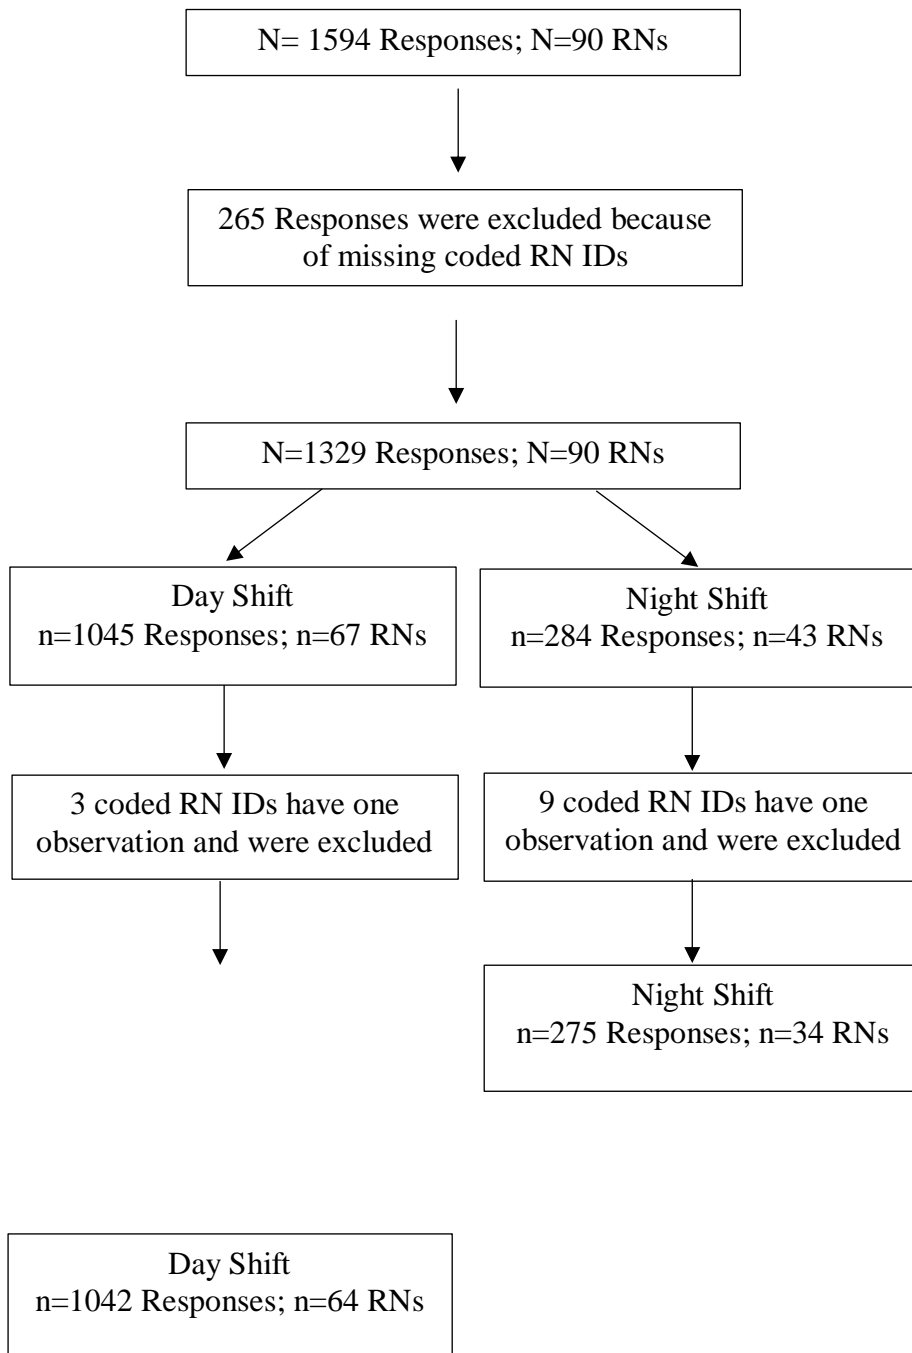 N= 1594 Responses; N=90 RNs
265 Responses were excluded because
of missing coded RN IDs
N=1329 Responses; N=90 RNs
Day Shift
n=1045 Responses; n=67 RNs
Night Shift
n=284 Responses; n=43 RNs
3 coded RN IDs have one
observation and were excluded
9 coded RN IDs have one
observation and were excluded
Night Shift
n=275 Responses; n=34 RNs
Day Shift
n=1042 Responses; n=64 RNs